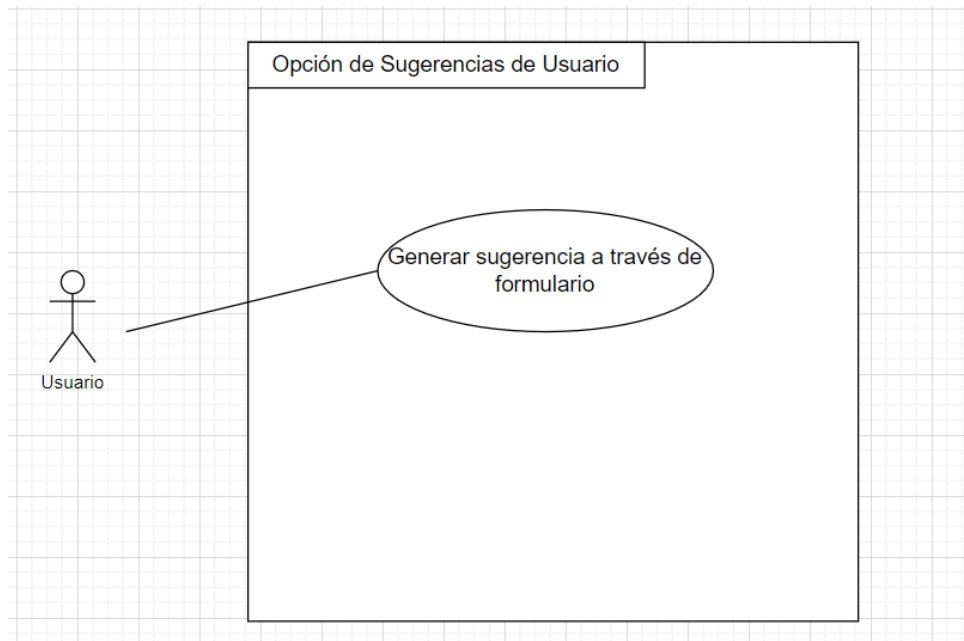 Opción de Sugerencias de Usuario
Generar sugerencia a través de
formulario
Usuario